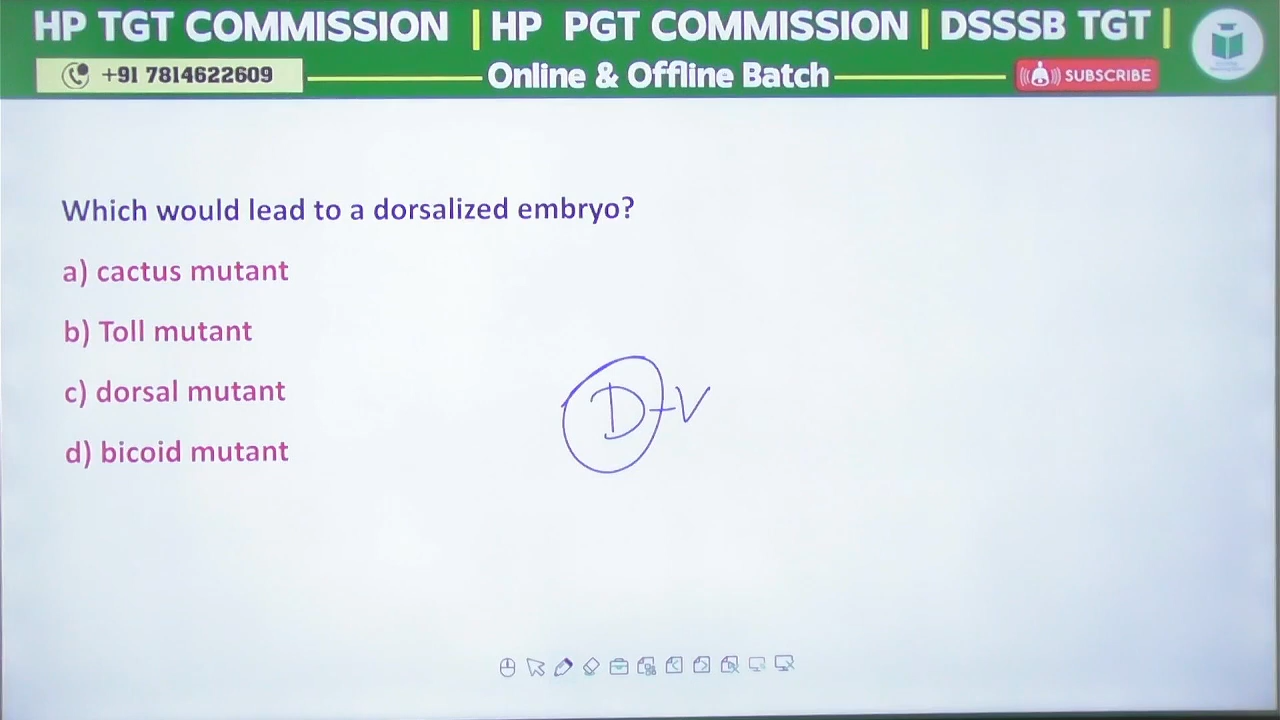 HP TGT COMMISSION | HP PGT COMMISSION | DSSSB TGT |
+91 7814622609 Online & Offline Batch SUBSCRIBE
Which would lead to a dorsalized embryo?
a) cactus mutant
b) Toll mutant
c) dorsal mutant
d) bicoid mutant
D-V